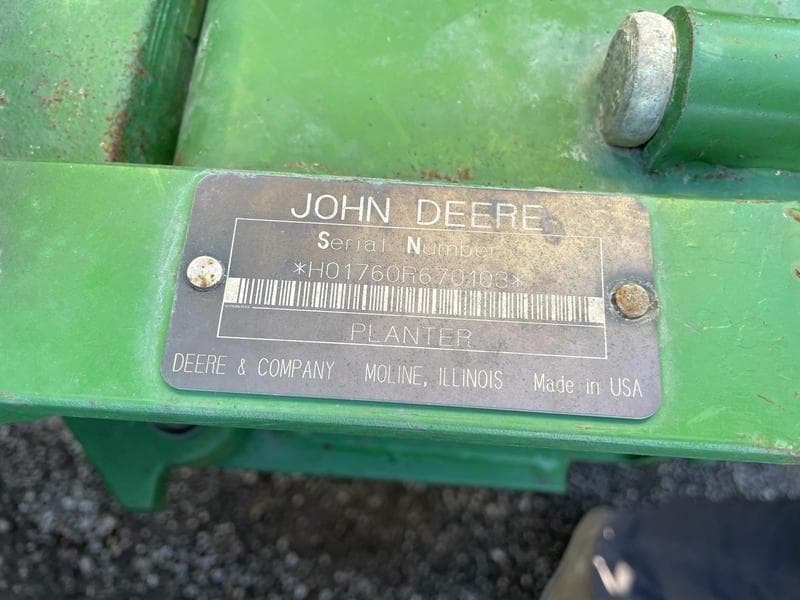 JOHN DEERE
Serial Number
*H01760R670103*
PLANTER
DEERE & COMPANY MOLINE, ILLINOIS Made in USA